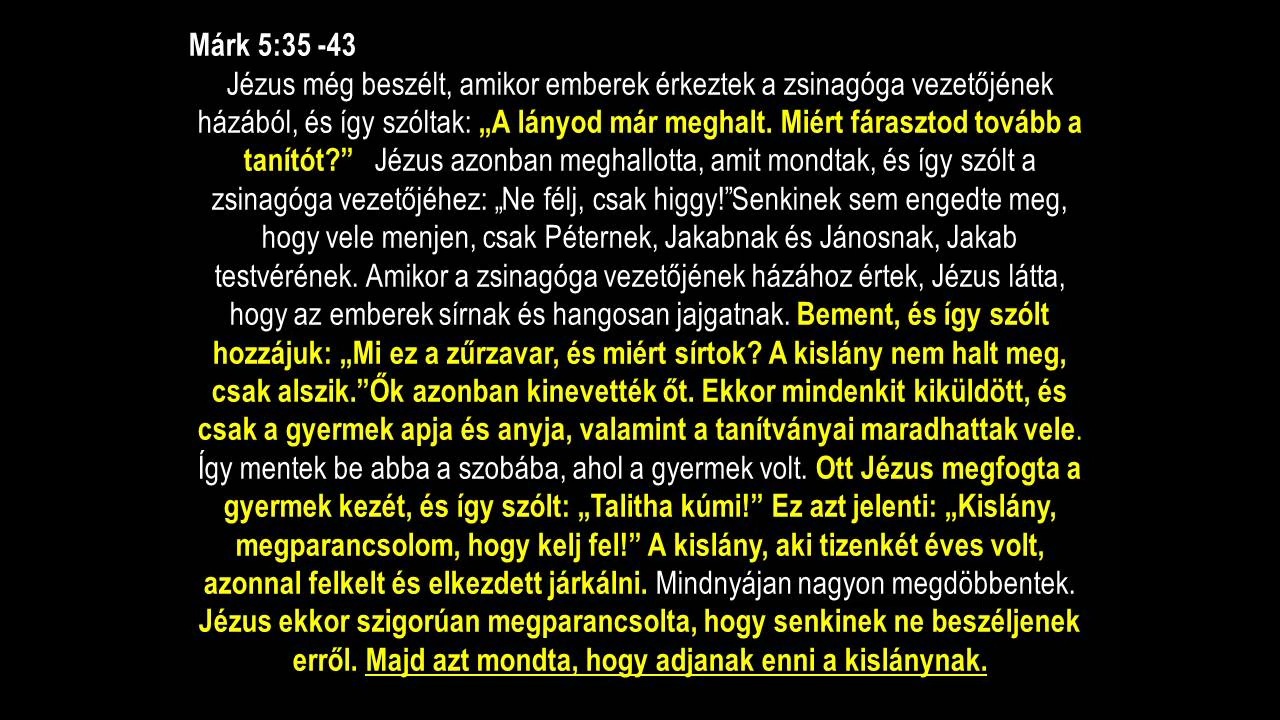 Márk 5:35 -43
Jézus még beszélt, amikor emberek érkeztek a zsinagóga vezetőjének
házából, és így szóltak: „A lányod már meghalt. Miért fárasztod tovább a
tanítót?” Jézus azonban meghallotta, amit mondtak, és így szólt a
zsinagóga vezetőjéhez: „Ne félj, csak higgy!”Senkinek sem engedte meg,
hogy vele menjen, csak Péternek, Jakabnak és Jánosnak, Jakab
testvérének. Amikor a zsinagóga vezetőjének házához értek, Jézus látta,
hogy az emberek sírnak és hangosan jajgatnak. Bement, és így szólt
hozzájuk: „Mi ez a zűrzavar, és miért sírtok? A kislány nem halt meg,
csak alszik.”Ők azonban kinevették őt. Ekkor mindenkit kiküldött, és
csak a gyermek apja és anyja, valamint a tanítványai maradhattak vele.
Így mentek be abba a szobába, ahol a gyermek volt. Ott Jézus megfogta a
gyermek kezét, és így szólt: „Talitha kúmi!” Ez azt jelenti: „Kislány,
megparancsolom, hogy kelj fel!” A kislány, aki tizenkét éves volt,
azonnal felkelt és elkezdett járkálni. Mindnyájan nagyon megdöbbentek.
Jézus ekkor szigorúan megparancsolta, hogy senkinek ne beszéljenek
erről. Majd azt mondta, hogy adjanak enni a kislánynak.